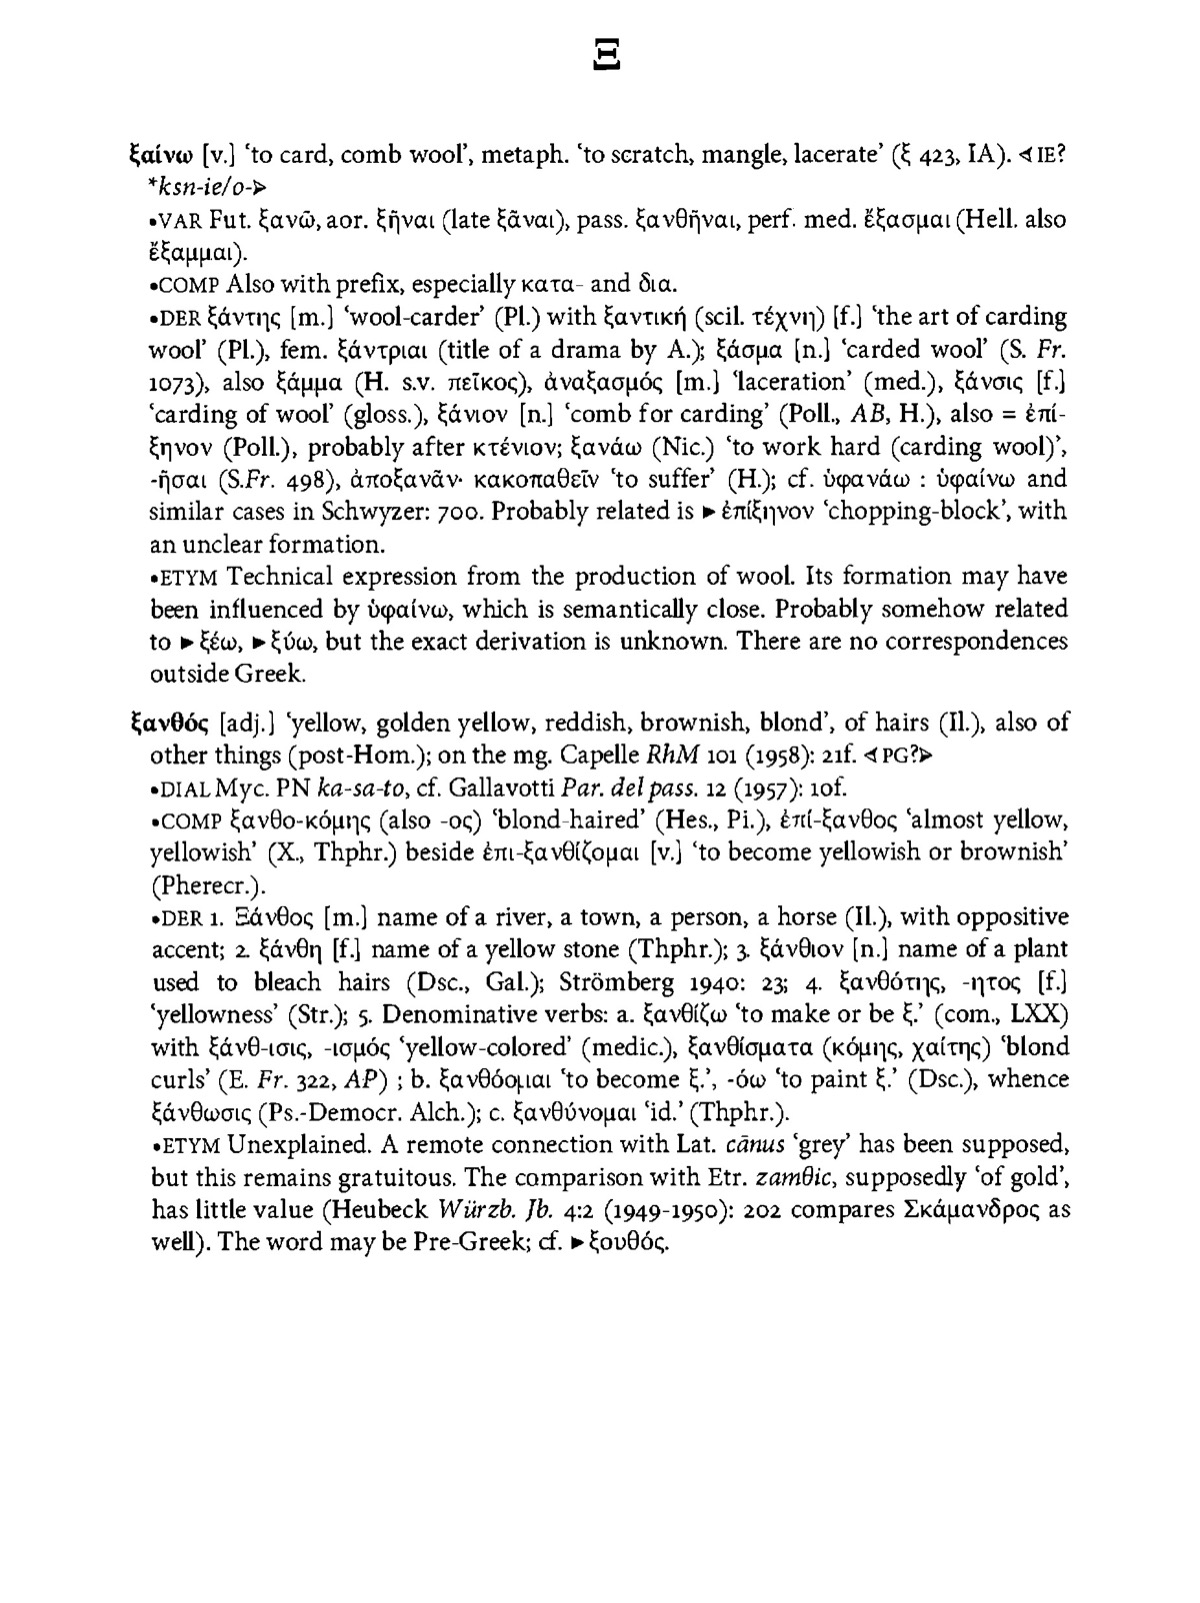 Ξ
ξαίνω [v.] ‘to card, comb wool’, metaph. ‘to scratch, mangle, lacerate’ (ξ 423, IA). ⮜IE?
*ksn-ie/o-⮞
•VAR Fut. ξανῶ, aor. ξῆναι (late ξᾶναι), pass. ξανθῆναι, perf. med. ἔξασμαι (Hell. also
ἔξαμμαι).
•COMP Also with prefix, especially κατα- and δια.
•DER ξάντης [m.] ‘wool-carder’ (Pl.) with ξαντική (scil. τέχνη) [f.] ‘the art of carding
wool’ (Pl.), fem. ξάντριαι (title of a drama by A.); ξάσμα [n.] ‘carded wool’ (S. Fr.
1073), also ξάμμα (H. s.v. πεῖκος), ἀναξασμός [m.] ‘laceration’ (med.), ξάνσις [f.]
‘carding of wool’ (gloss.), ξάνιον [n.] ‘comb for carding’ (Poll., AB, H.), also = ἐπί-
ξηνον (Poll.), probably after κτένιον; ξανάω (Nic.) ‘to work hard (carding wool)’,
-ῆσαι (S.Fr. 498), ἀποξανᾶν· κακοπαθεῖν ‘to suffer’ (H.); cf. ὑφανάω : ὑφαίνω and
similar cases in Schwyzer: 700. Probably related is ►ἐπίξηνον ‘chopping-block’, with
an unclear formation.
•ETYM Technical expression from the production of wool. Its formation may have
been influenced by ὑφαίνω, which is semantically close. Probably somehow related
to ►ξέω, ►ξύω, but the exact derivation is unknown. There are no correspondences
outside Greek.
ξανθός [adj.] ‘yellow, golden yellow, reddish, brownish, blond’, of hairs (Il.), also of
other things (post-Hom.); on the mg. Capelle RhM 101 (1958): 21f. ⮜PG?⮞
•DIAL Myc. PN ka-sa-to, cf. Gallavotti Par. del pass. 12 (1957): 10f.
•COMP ξανθο-κόμης (also -ος) ‘blond-haired’ (Hes., Pi.), ἐπί-ξανθος ‘almost yellow,
yellowish’ (X., Thphr.) beside ἐπι-ξανθίζομαι [v.] ‘to become yellowish or brownish’
(Pherecr.).
•DER 1. Ξάνθος [m.] name of a river, a town, a person, a horse (Il.), with oppositive
accent; 2. ξάνθη [f.] name of a yellow stone (Thphr.); 3. ξάνθιον [n.] name of a plant
used to bleach hairs (Dsc., Gal.); Strömberg 1940: 23; 4. ξανθότης, -ητος [f.]
‘yellowness’ (Str.); 5. Denominative verbs: a. ξανθίζω ‘to make or be ξ.’ (com., LXX)
with ξάνθ-ισις, -ισμός ‘yellow-colored’ (medic.), ξανθίσματα (κόμης, χαίτης) ‘blond
curls’ (E. Fr. 322, AP) ; b. ξανθόομαι ‘to become ξ.’, -όω ‘to paint ξ.’ (Dsc.), whence
ξάνθωσις (Ps.-Democr. Alch.); c. ξανθύνομαι ‘id.’ (Thphr.).
•ETYM Unexplained. A remote connection with Lat. cānus ‘grey’ has been supposed,
but this remains gratuitous. The comparison with Etr. zamθic, supposedly ‘of gold’,
has little value (Heubeck Würzb. Jb. 4:2 (1949-1950): 202 compares Σκάμανδρος as
well). The word may be Pre-Greek; cf. ►ξουθός.